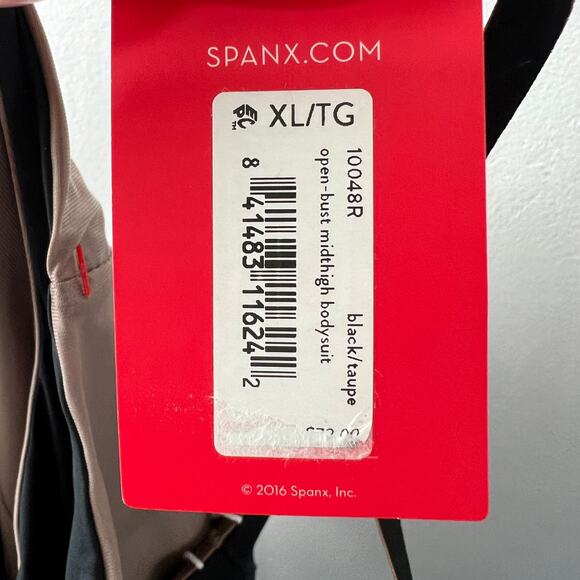 SPANX.COM
XL/TG
10048R
black/taupe
open-bust midthigh bodysuit
8 41483 11624 2
© 2016 Spanx, Inc.